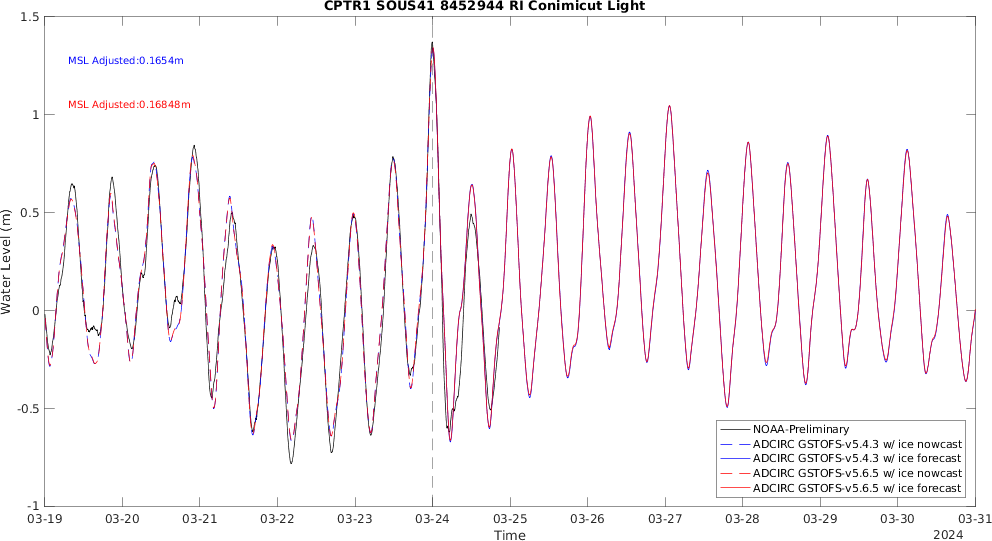 CPTR1 SOUS41 8452944 RI Conimicut Light
MSL Adjusted:0.1654m
MSL Adjusted:0.16848m
Water Level (m)
1.5
1
0.5
0
-0.5
-1
NOAA-Preliminary
ADCIRC GSTOFS-v5.4.3 w/ ice nowcast
ADCIRC GSTOFS-v5.4.3 w/ ice forecast
ADCIRC GSTOFS-v5.6.5 w/ ice nowcast
ADCIRC GSTOFS-v5.6.5 w/ ice forecast
03-19 03-20 03-21 03-22 03-23 03-24 03-25 03-26 03-27 03-28 03-29 03-30 03-31
Time
2024